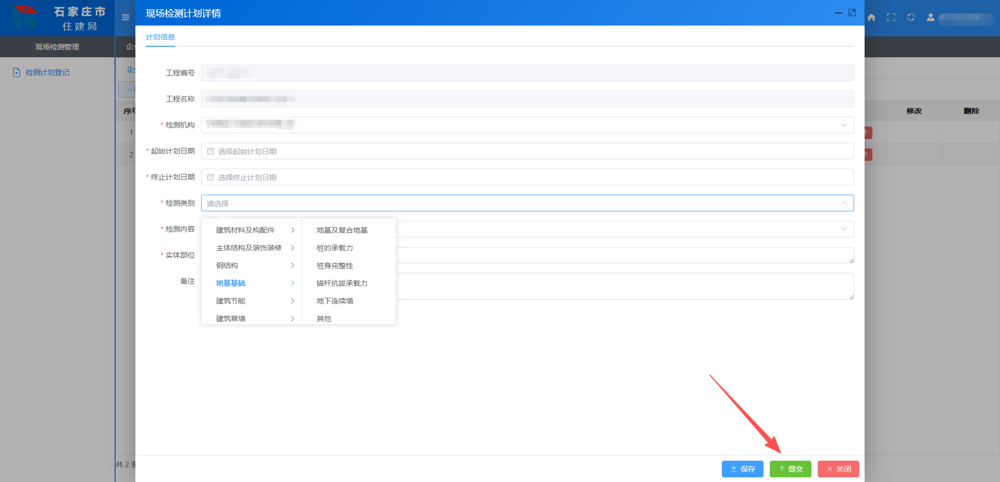 石家庄市
住建局
现场检测管理
检测计划登记
序号
1
2
共 2 条
现场检测计划详情
计划信息
工程编号
工程名称
* 检测机构
* 起始计划日期 选择起始计划日期
* 终止计划日期 选择终止计划日期
* 检测类别 请选择
* 检测内容
* 实体部位
备注
建筑材料及构配件
主体结构及装饰装修
钢结构
地基基础
建筑节能
建筑幕墙
地基及复合地基
桩的承载力
桩身完整性
锚杆抗拔承载力
地下连续墙
其他
修改 删除
保存 提交 关闭